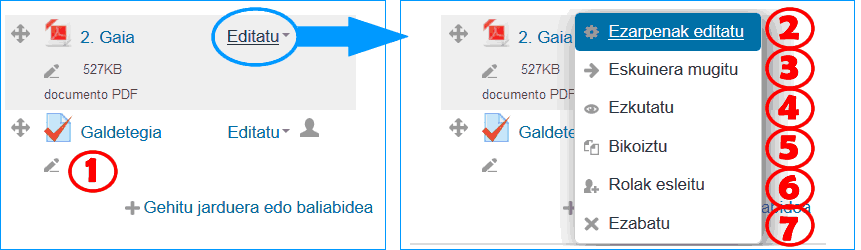 2. Gaia Editatu
527KB
documento PDF
Galdetegia Editatu
1
Gehitu jarduera edo baliabidea
2. Gaia
527KB
documento PDF
Galdete
Ezarpenak editatu 2
Eskuinera mugitu 3
Ezkutatu 4
Bikoiztu 5
Rolak esleitu 6
Ezabatu 7
abidea